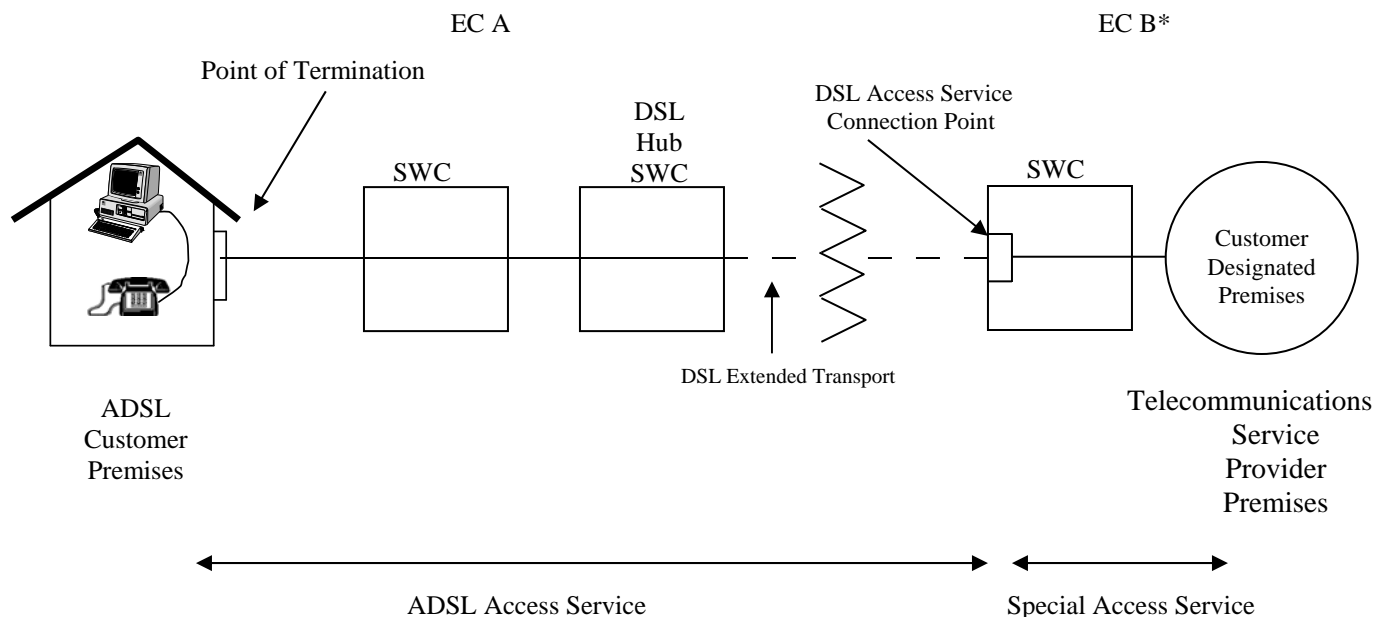 EC A
EC B*
Point of Termination
DSL Access Service
Connection Point
DSL
Hub
SWC
SWC
SWC
Customer
Designated
Premises
DSL Extended Transport
ADSL
Customer
Premises
Telecommunications
Service
Provider
Premises
ADSL Access Service
Special Access Service